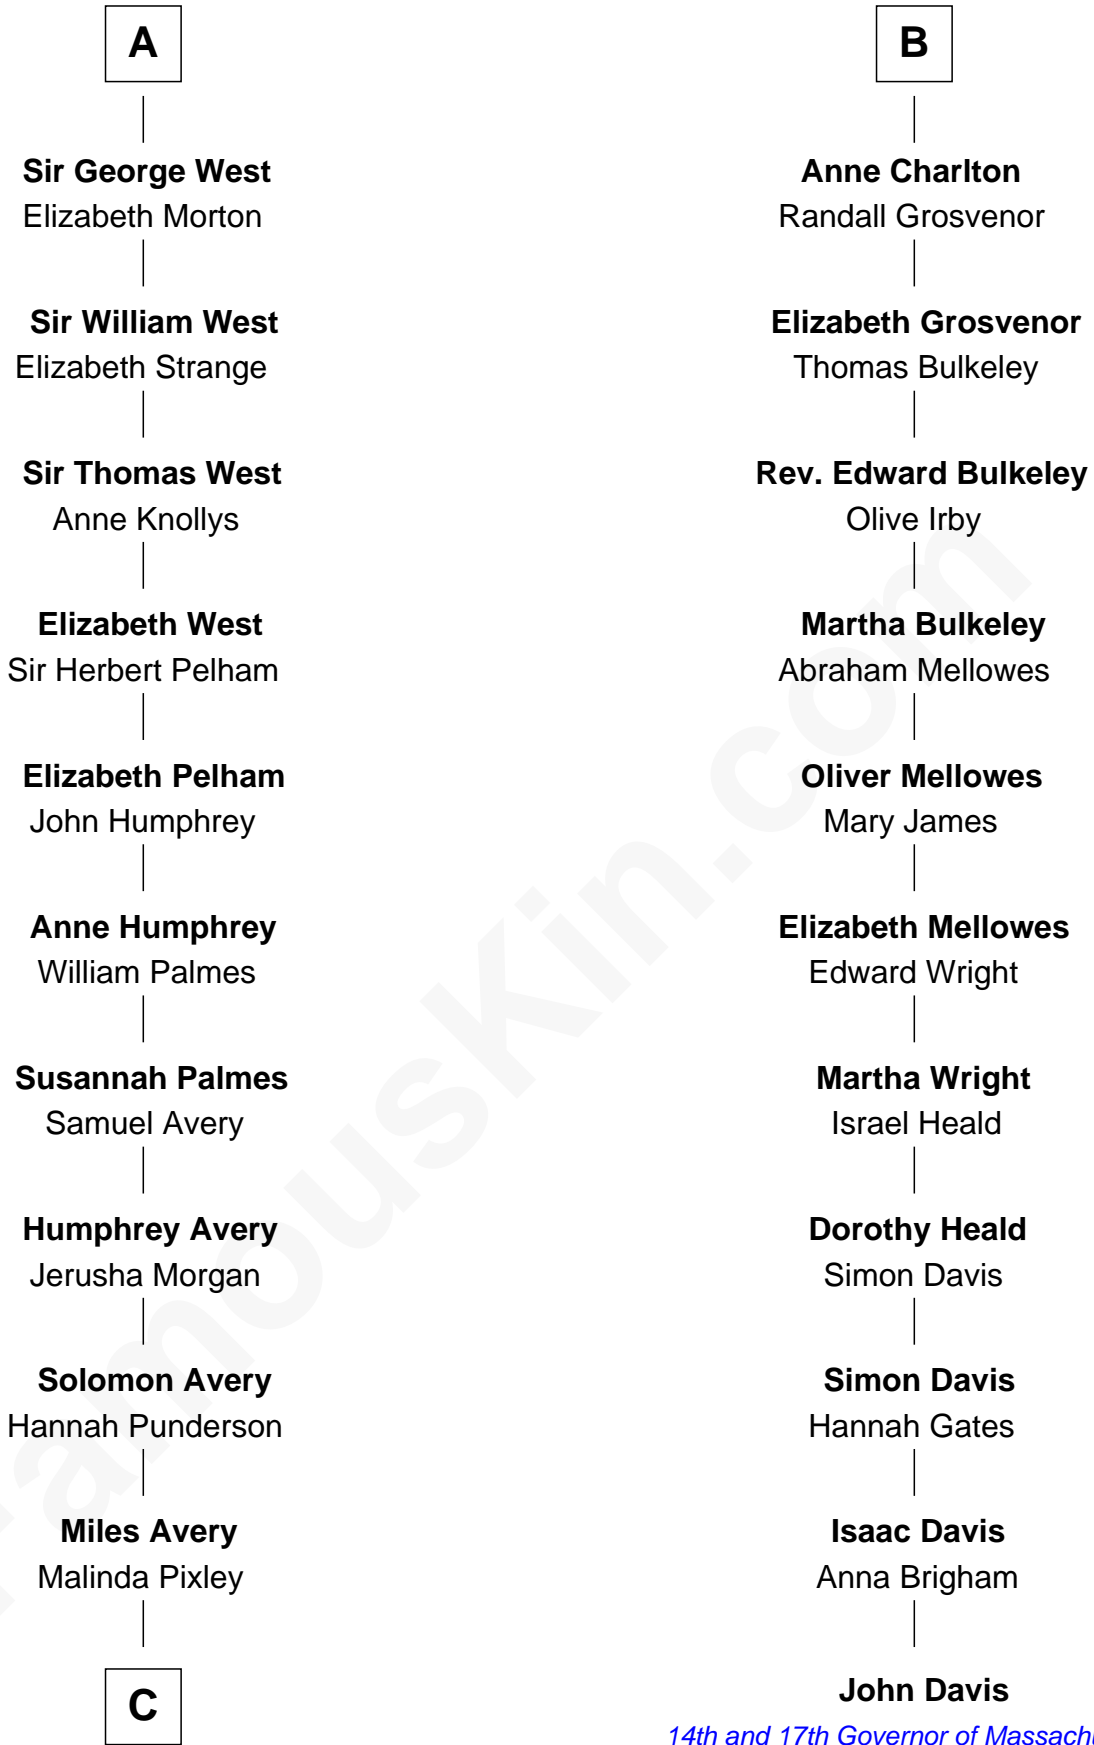 A
Sir George West
Elizabeth Morton
Sir William West
Elizabeth Strange
Sir Thomas West
Anne Knollys
Elizabeth West
Sir Herbert Pelham
Elizabeth Pelham
John Humphrey
Anne Humphrey
William Palmes
Susannah Palmes
Samuel Avery
Humphrey Avery
Jerusha Morgan
Solomon Avery
Hannah Punderson
Miles Avery
Malinda Pixley
C
B
Anne Charlton
Randall Grosvenor
Elizabeth Grosvenor
Thomas Bulkeley
Rev. Edward Bulkeley
Olive Irby
Martha Bulkeley
Abraham Mellowes
Oliver Mellowes
Mary James
Elizabeth Mellowes
Edward Wright
Martha Wright
Israel Heald
Dorothy Heald
Simon Davis
Simon Davis
Hannah Gates
Isaac Davis
Anna Brigham
John Davis
14th and 17th Governor of
FamousKin.com